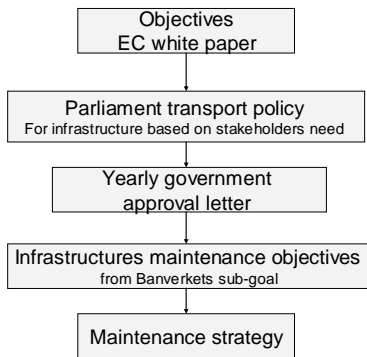 Objectives
EC white paper
Parliament transport policy
For infrastructure based on stakeholders need
Yearly government
approval letter
Infrastructures maintenance objectives
from Banverkets sub-goal
Maintenance strategy